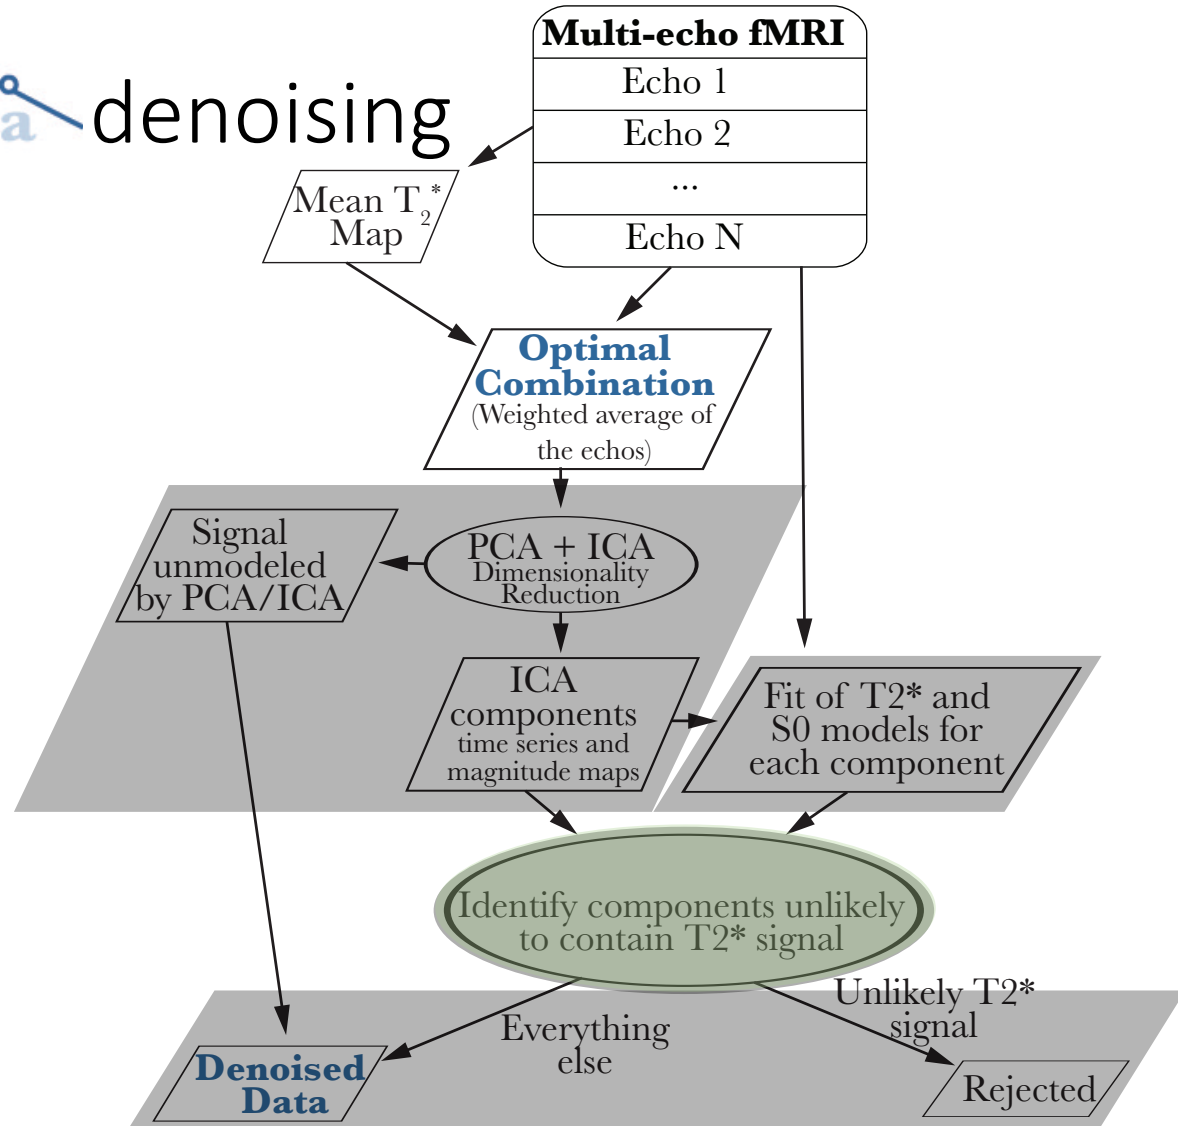 Multi-echo fMRI
Echo 1
a denoising
Echo 2
...
Mean T₂*
Map
Echo N
Optimal
Combination
(Weighted average of
the echos)
Signal
unmodeled
by PCA/ICA
PCA + ICA
Dimensionality
Reduction
ICA
components
time series and
magnitude maps
Fit of T2* and
S0 models for
each component
Identify components unlikely
to contain T2* signal
Everything
else
Unlikely T2*
signal
Denoised
Data
Rejected